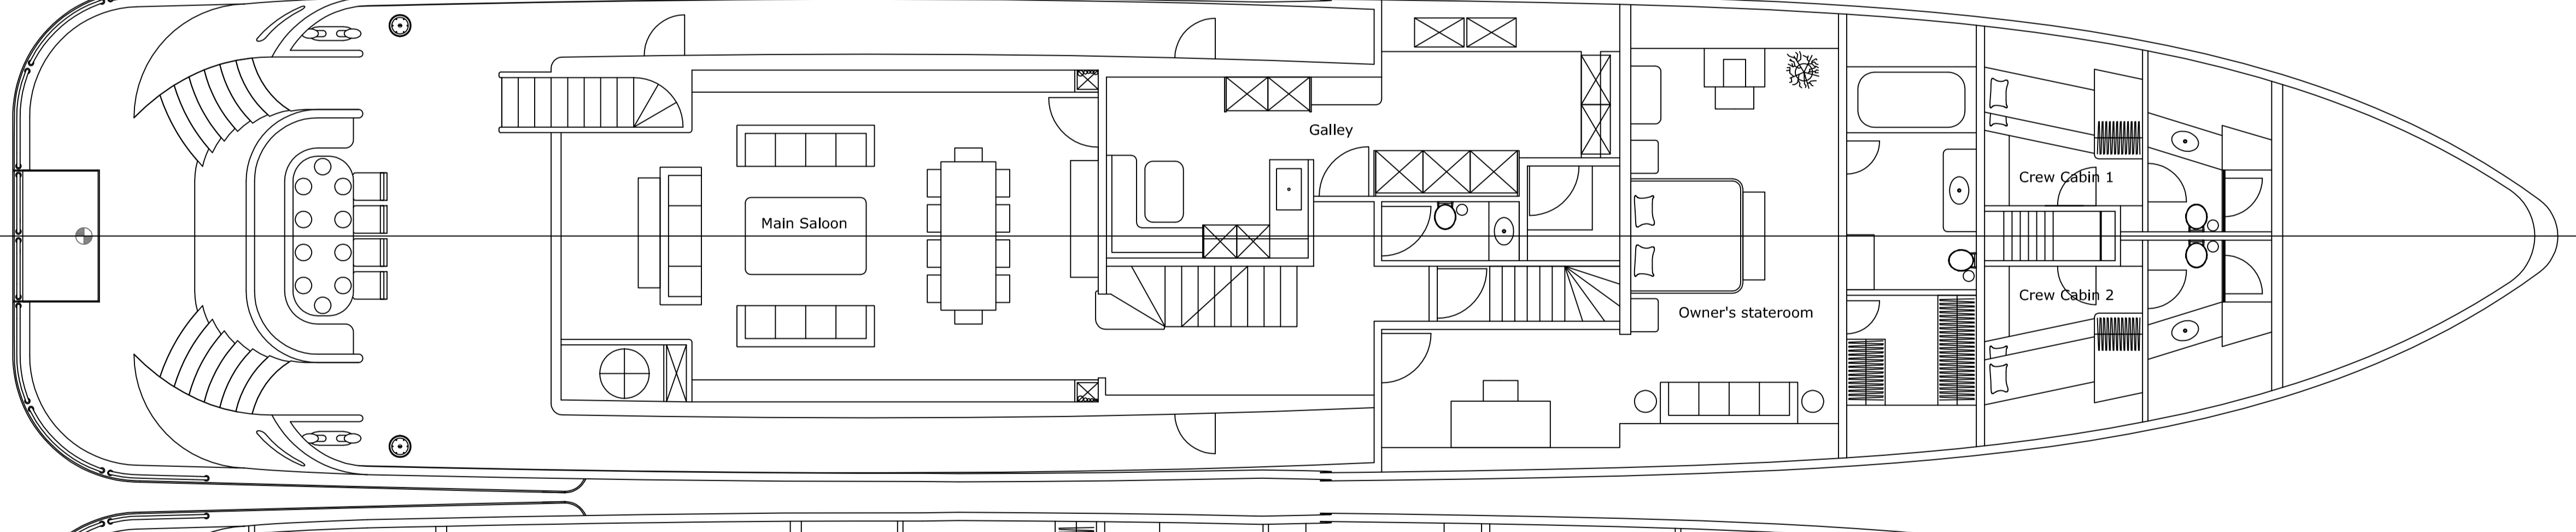 Galley
Main Saloon
Owner's stateroom
Crew Cabin 1
Crew Cabin 2